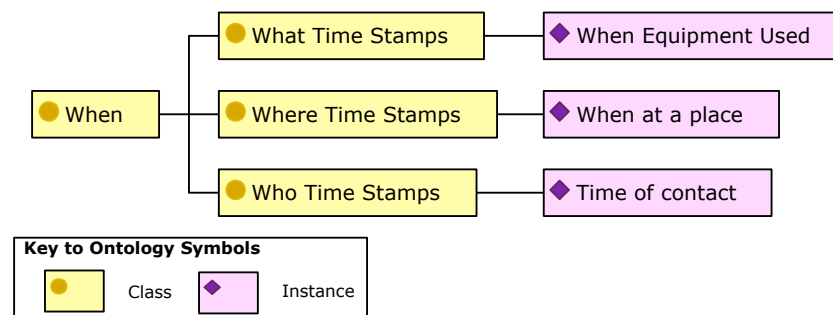 What Time Stamps
When Equipment Used
When
Where Time Stamps
When at a place
Who Time Stamps
Time of contact
Key to Ontology Symbols
Class
Instance